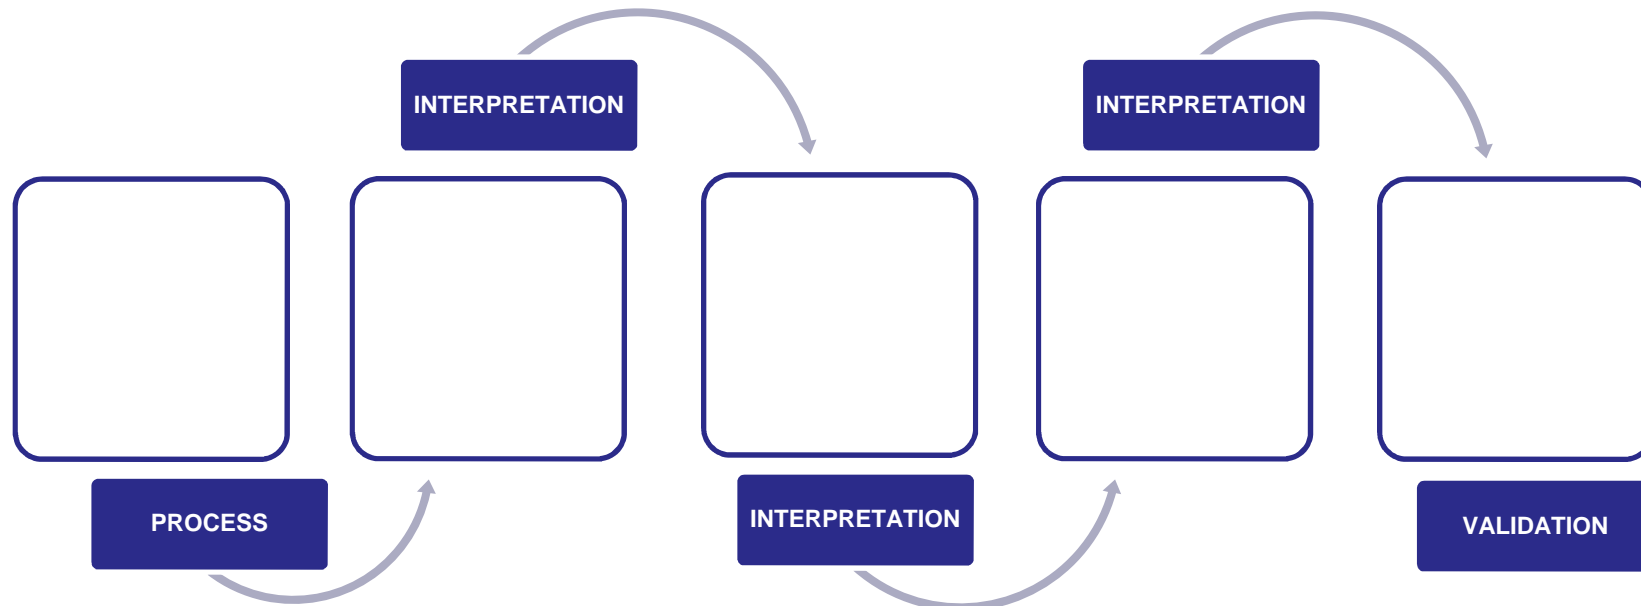 INTERPRETATION
INTERPRETATION
PROCESS
INTERPRETATION
VALIDATION